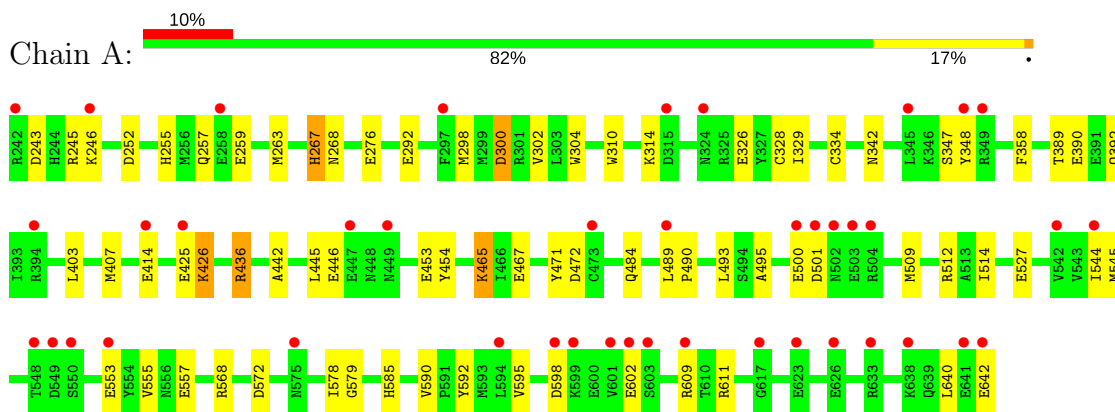 10%
Chain A:
82% 17% •
R242 D243 H244 R245 K246 D252 H255 M256 Q257 E258 E259 M263 H267 N268 E276 E292 F297 M298 M299 D300 R301 V302 L303 W304 W310 K314 D315 N324 R325 E326 Y327 C328 I329 C334 N342 L345 K346 S347 Y348 R349 F358 T389 E390 E391
I393 R394 L403 M407 E414 E425 K426 R436 A442 L445 E446 E447 N448 N449 E453 Y454 K465 I466 E467 Y471 D472 C473 Q484 L489 P490 L493 S494 A495 E500 D501 N502 E503 R504 M509 R512 A513 I514 E527 V542 V543 I544 M545
T548 D549 S550 E553 Y554 V555 N556 E557 R568 D572 N575 I578 G579 H585 V590 P591 Y592 M593 L594 V595 D598 K599 E600 V601 E602 S603 R609 T610 R611 G617 E623 E626 R633 K638 Q639 L640 E641 E642